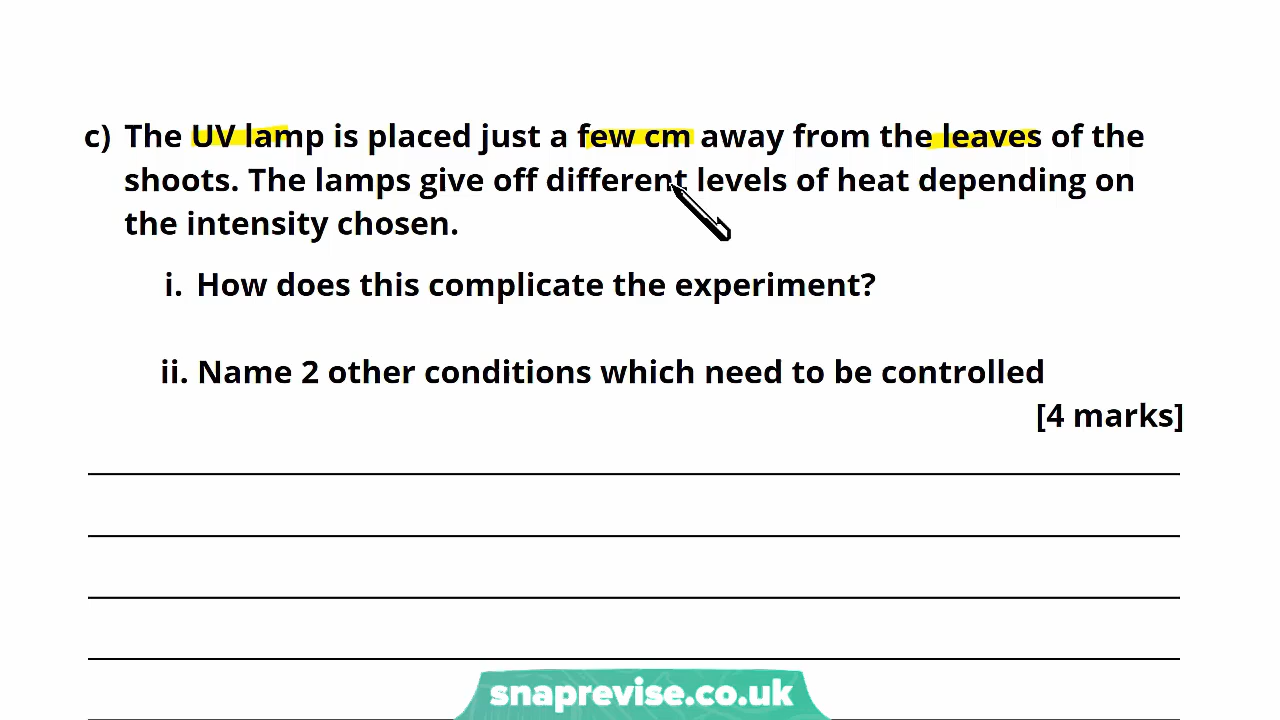 c) The UV lamp is placed just a few cm away from the leaves of the
shoots. The lamps give off different levels of heat depending on
the intensity chosen.
i. How does this complicate the experiment?
ii. Name 2 other conditions which need to be controlled
[4 marks]
snaprevise.co.uk